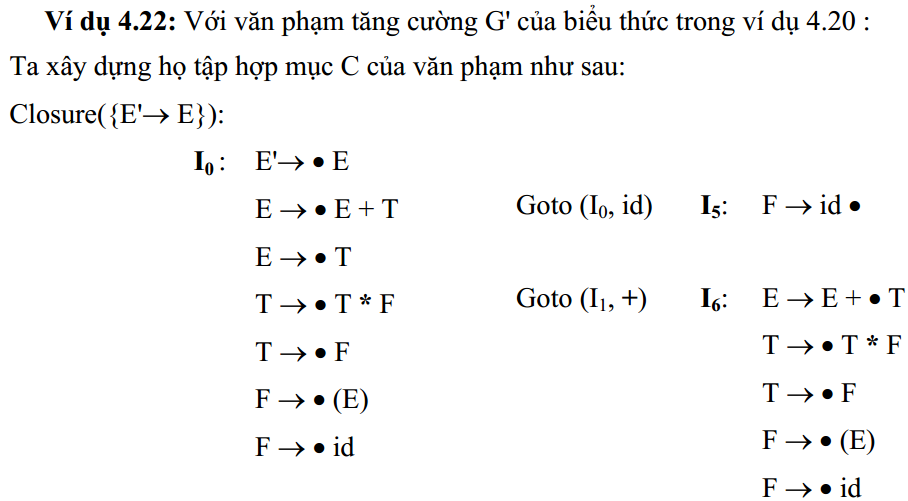 Ví dụ 4.22: Với văn phạm tăng cường G' của biểu thức trong ví dụ 4.20 :
Ta xây dựng họ tập hợp mục C của văn phạm như sau:
Closure({E'→ E}):
I₀ : E'→ • E
E → • E + T Goto (I₀, id) I₅: F → id •
E → • T
T → • T * F Goto (I₁, +) I₆: E → E + • T
T → • F T → • T * F
F → • (E) T → • F
F → • id F → • (E)
F → • id